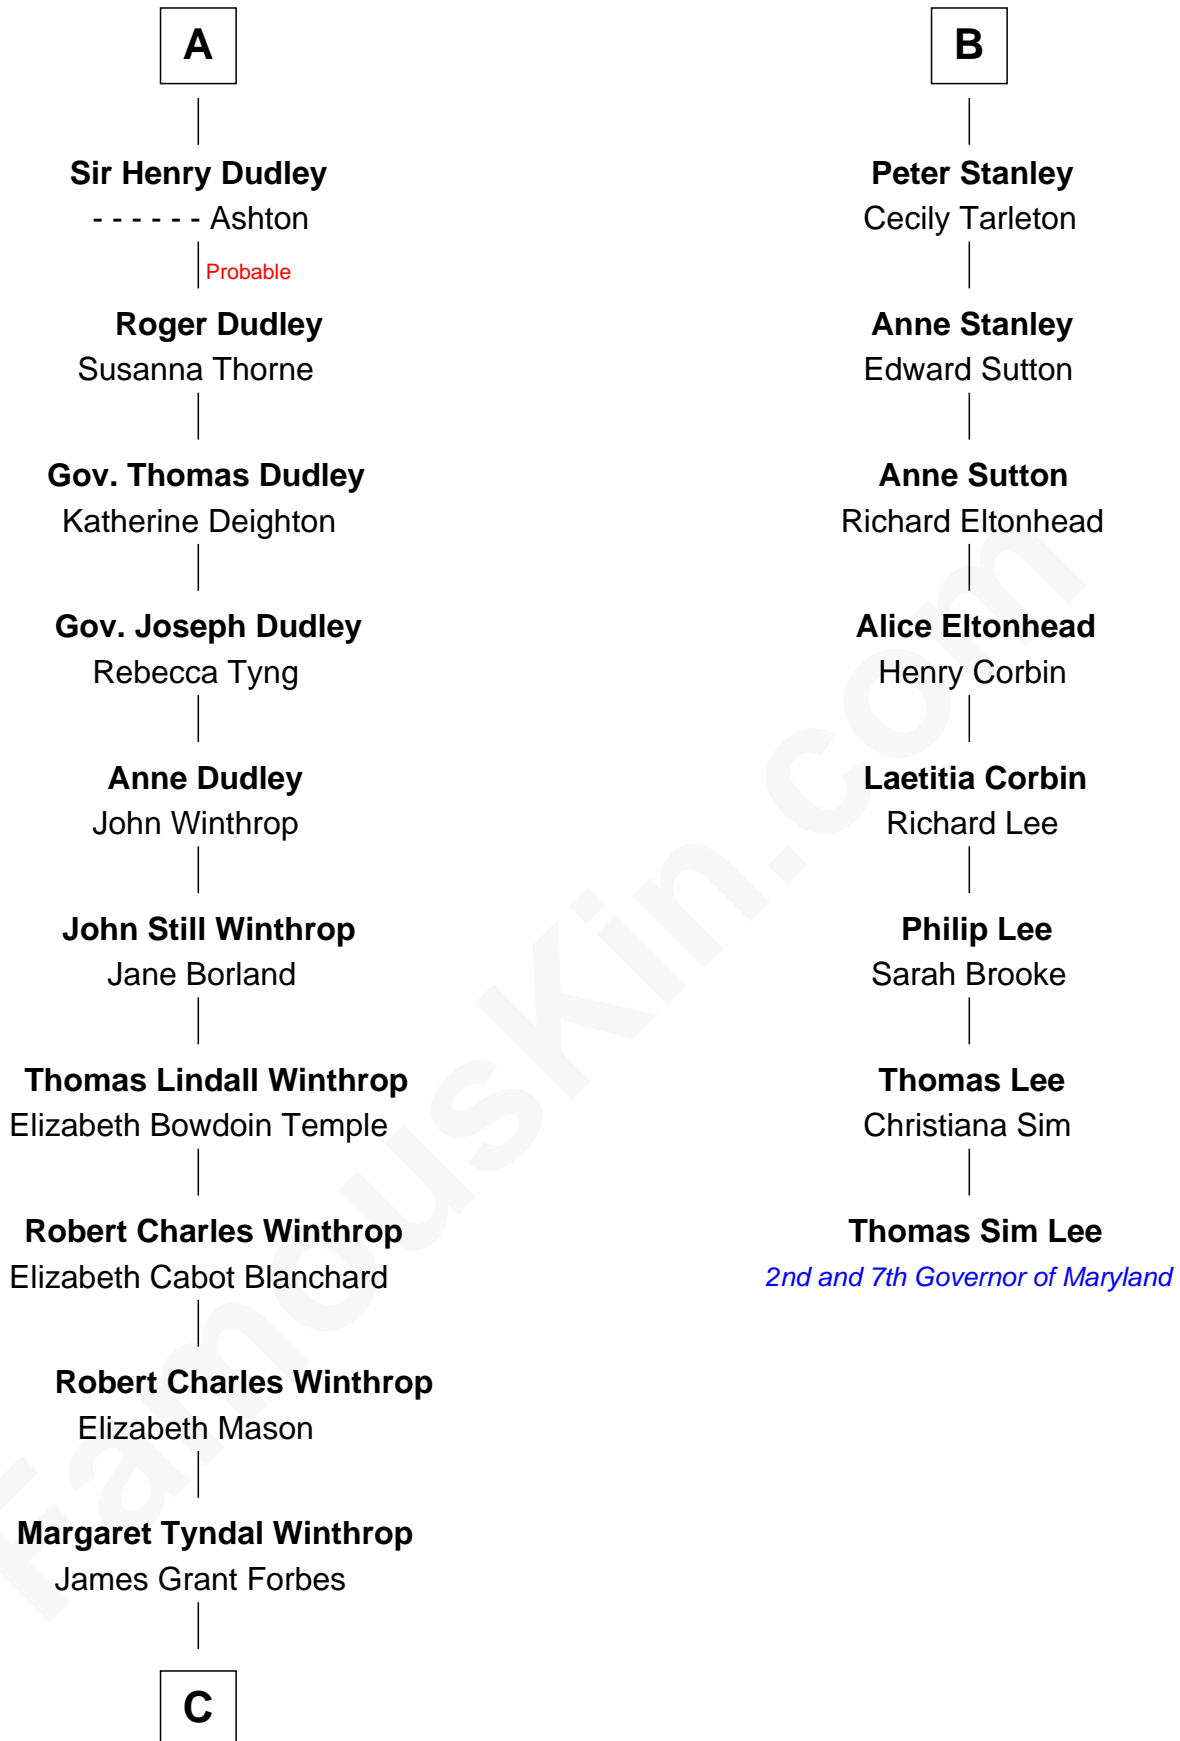 A
Sir Henry Dudley
- - - - - - Ashton
Probable
Roger Dudley
Susanna Thorne
Gov. Thomas Dudley
Katherine Deighton
Gov. Joseph Dudley
Rebecca Tyng
Anne Dudley
John Winthrop
John Still Winthrop
Jane Borland
Thomas Lindall Winthrop
Elizabeth Bowdoin Temple
Robert Charles Winthrop
Elizabeth Cabot Blanchard
Robert Charles Winthrop
Elizabeth Mason
Margaret Tyndal Winthrop
James Grant Forbes
C
B
Peter Stanley
Cecily Tarleton
Anne Stanley
Edward Sutton
Anne Sutton
Richard Eltonhead
Alice Eltonhead
Henry Corbin
Laetitia Corbin
Richard Lee
Philip Lee
Sarah Brooke
Thomas Lee
Christiana Sim
Thomas Sim Lee
2nd and 7th Governor of Maryland
FamousKin.com